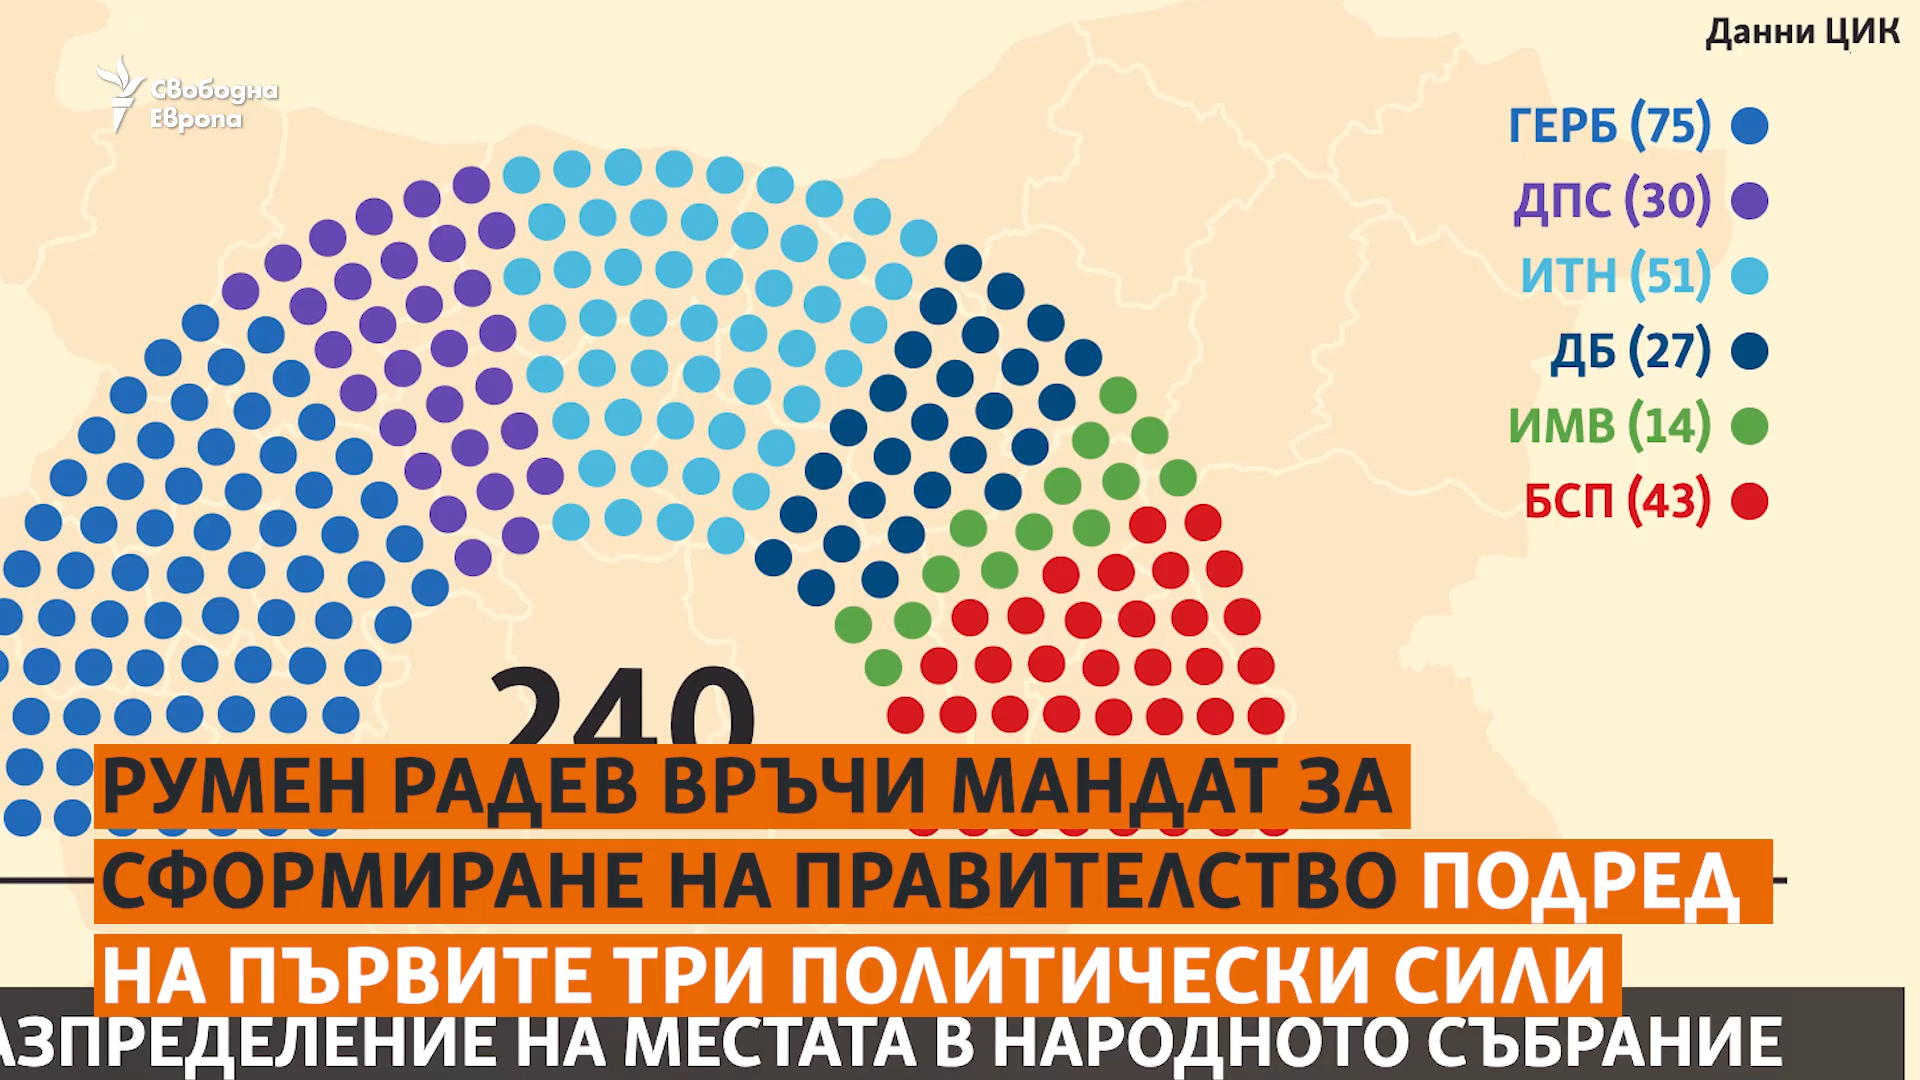 Свободна
Европа
Данни ЦИК
ГЕРБ (75)
ДПС (30)
ИТН (51)
ДБ (27)
ИМВ (14)
БСП (43)
240
РУМЕН РАДЕВ ВРЪЧИ МАНДАТ ЗА
СФОРМИРАНЕ НА ПРАВИТЕЛСТВО ПОДРЕД
НА ПЪРВИТЕ ТРИ ПОЛИТИЧЕСКИ СИЛИ
АЗПРЕДЕЛЕНИЕ НА МЕСТАТА В НАРОДНОТО СЪБРАНИЕ